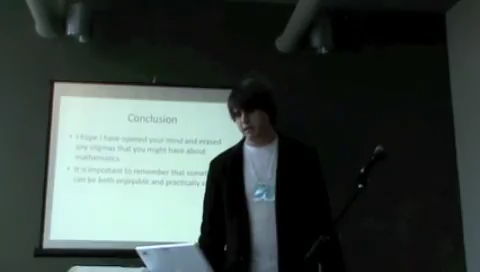 Conclusion
• I hope I have opened your mind and erased
any stigmas that you might have about
mathematics.
• It is important to remember that
can be both enjoyable and practically